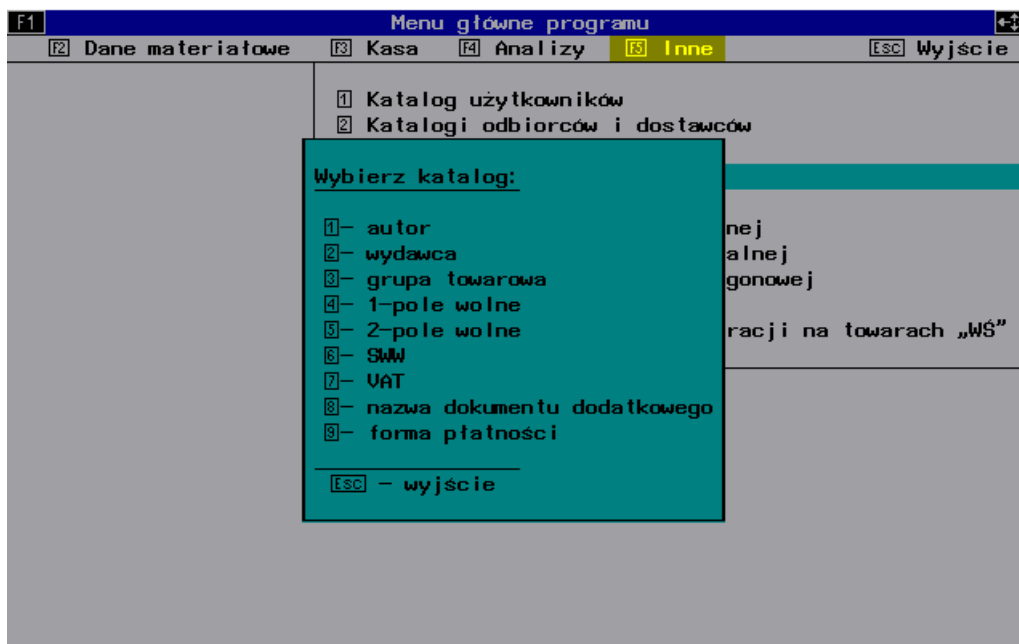 F1 Menu główne programu
F2 Dane materiałowe F3 Kasa F4 Analizy F5 Inne Esc Wyjście
1 Katalog użytkowników
2 Katalogi odbiorców i dostawców
Wybierz katalog:
1– autor
nej
2– wydawca
alnej
3– grupa towarowa
gonowej
4– 1-pole wolne
5– 2-pole wolne
racji na towarach „WŚ”
6– SWW
7– VAT
8– nazwa dokumentu dodatkowego
9– forma płatności
Esc – wyjście